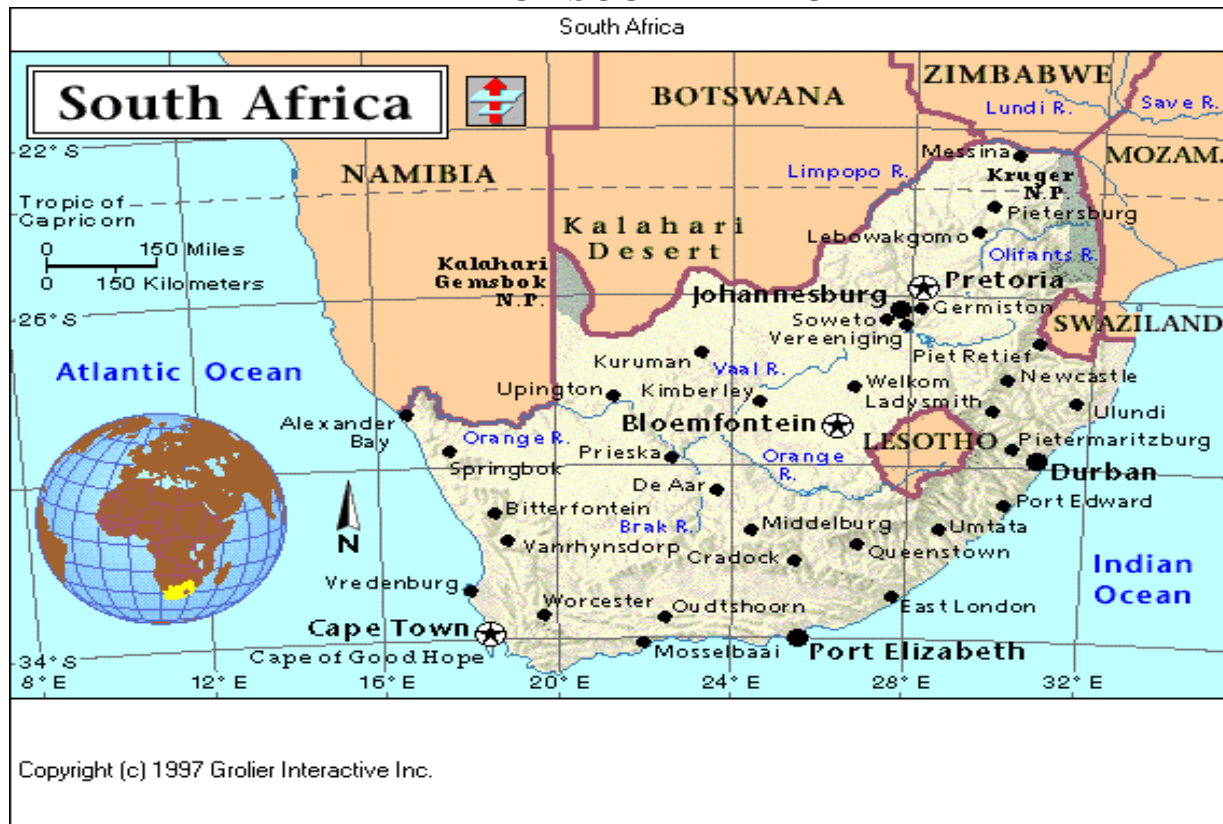 South Africa
South Africa
ZIMBABWE
BOTSWANA
Lundi R.
Save R.
22° S
Messina
MOZAM.
NAMIBIA
Limpopo R.
Kruger
N.P.
Tropic of
Capricorn
Pietersburg
Kalahari
Desert
Lebowakgomo
0 150 Miles
Olifants R.
Kalahari
Gemsbok
N.P.
0 150 Kilometers
Pretoria
Johannesburg
Germiston
26° S
Soweto
SWAZILAND
Vereeniging
Piet Retief
Kuruman
Vaal R.
Atlantic Ocean
Newcastle
Upington
Kimberley
Welkom
Ladysmith
Ulundi
Alexander
Bay
Bloemfontein
Orange R.
LESOTHO
Pietermaritzburg
Prieska
Orange
R.
Springbok
Durban
De Aar
Port Edward
Bitterfontein
Brak R.
Middelburg
Umtata
N
Vanrhynsdorp
Cradock
Queenstown
Indian
Ocean
Vredenburg
Worcester
Oudtshoorn
East London
Cape Town
Cape of Good Hope
Mosselbaai
Port Elizabeth
34° S
8° E 12° E 16° E 20° E 24° E 28° E 32° E
Copyright (c) 1997 Grolier Interactive Inc.